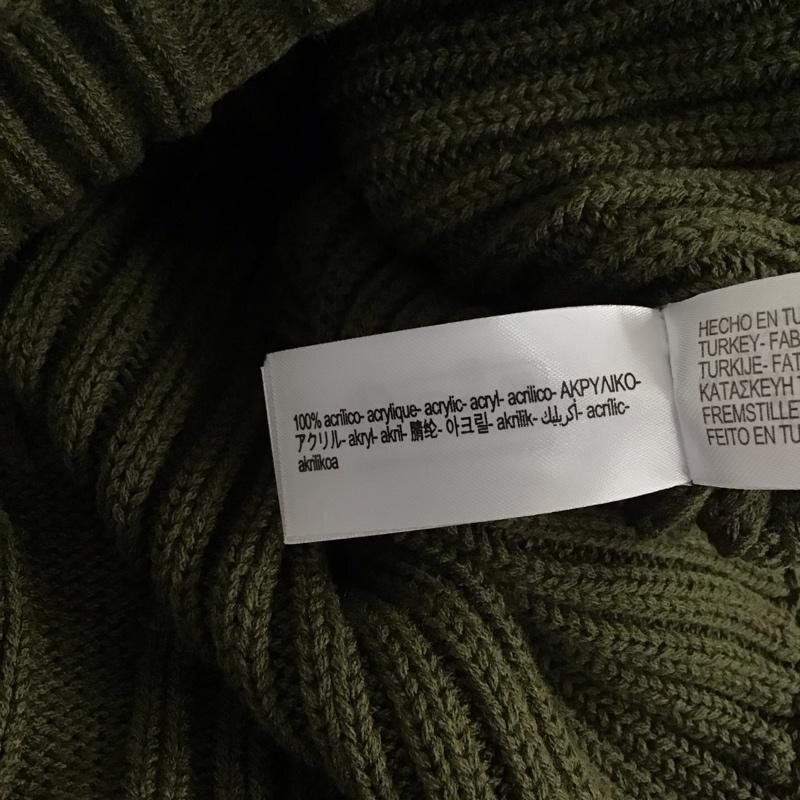 100% acrílico- acrylique- acrylic- acryl- acrilico- ΑΚΡΥΛΙΚΟ-
アクリル- akryl- akril- 腈纶- 아크릴- akrilik- أكريليك- acrílic-
akrilikoa
HECHO EN TU
TURKEY- FAB
TURKIJE- FAT
ΚΑΤΑΣΚΕΥΗ
FREMSTILLE
FEITO EN TU